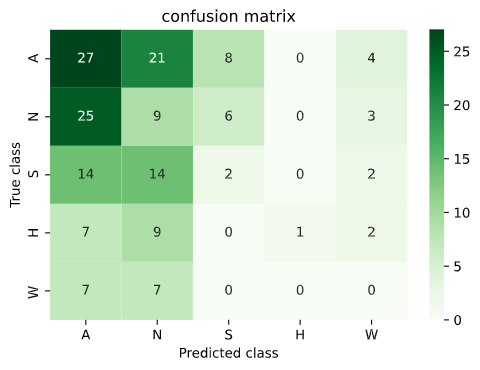 confusion matrix
True class
A 27 21 8 0 4
N 25 9 6 0 3
S 14 14 2 0 2
H 7 9 0 1 2
W 7 7 0 0 0
A N S H W
Predicted class
25
20
15
10
5
0